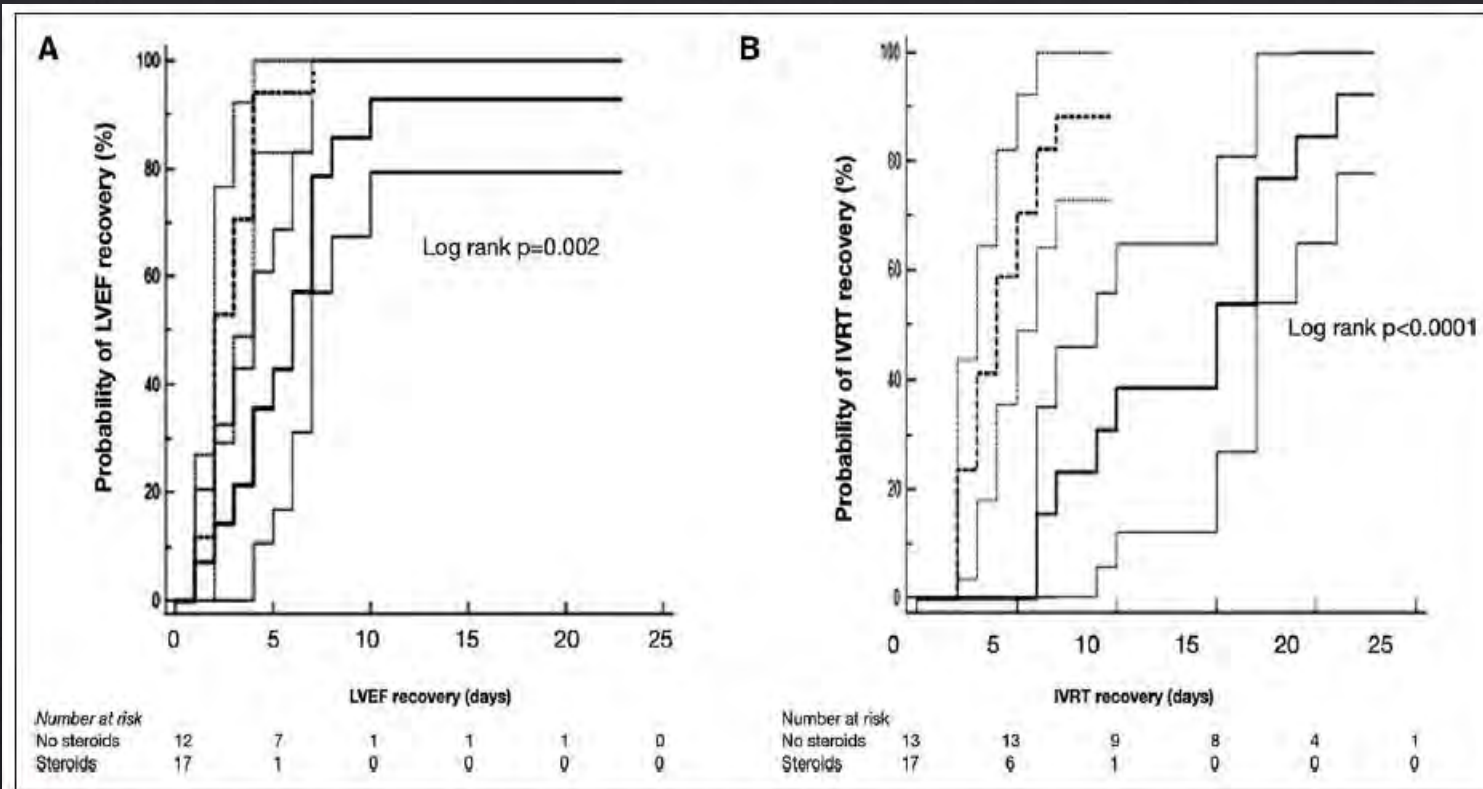 A
100
80
60
40
20
0
Probability of LVEF recovery (%)
Log rank p=0.002
0 5 10 15 20 25
LVEF recovery (days)
Number at risk
No steroids 12 7 1 1 1 0
Steroids 17 1 0 0 0 0
B
100
80
60
40
20
0
Probability of IVRT recovery (%)
Log rank p<0.0001
0 5 10 15 20 25
IVRT recovery (days)
Number at risk
No steroids 13 13 9 8 4 1
Steroids 17 6 1 0 0 0